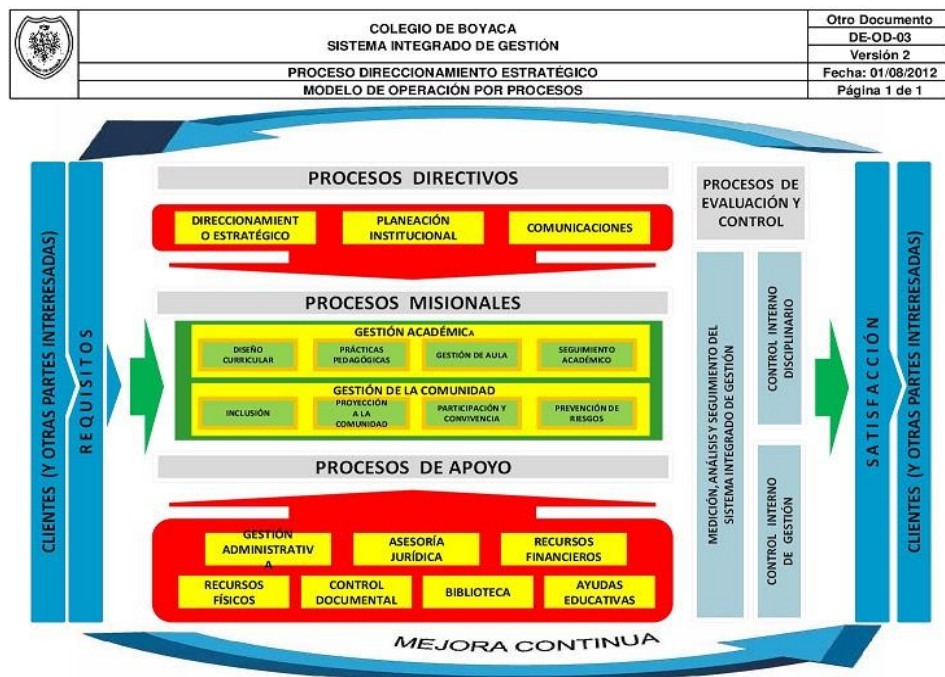 COLEGIO DE BOYACA
SISTEMA INTEGRADO DE GESTIÓN
PROCESO DIRECCIONAMIENTO ESTRATÉGICO
MODELO DE OPERACIÓN POR PROCESOS
Otro Documento
DE-OD-03
Versión 2
Fecha: 01/08/2012
Página 1 de 1
CLIENTES (Y OTRAS PARTES INTRERESADAS)
REQUISITOS
PROCESOS DIRECTIVOS
DIRECCIONAMIENT
O ESTRATÉGICO
PLANEACIÓN
INSTITUCIONAL
COMUNICACIONES
PROCESOS MISIONALES
GESTIÓN ACADÉMICA
DISEÑO
CURRICULAR
PRÁCTICAS
PEDAGÓGICAS
GESTIÓN DE AULA
SEGUIMIENTO
ACADÉMICO
GESTIÓN DE LA COMUNIDAD
INCLUSIÓN
PROYECCIÓN
A LA
COMUNIDAD
PARTICIPACIÓN Y
CONVIVENCIA
PREVENCIÓN DE
RIESGOS
PROCESOS DE APOYO
GESTIÓN
ADMINISTRATIV
A
ASESORÍA
JURÍDICA
RECURSOS
FINANCIEROS
RECURSOS
FÍSICOS
CONTROL
DOCUMENTAL
BIBLIOTECA
AYUDAS
EDUCATIVAS
PROCESOS DE
EVALUACIÓN Y
CONTROL
MEDICIÓN, ANÁLISIS Y SEGUIMIENTO DEL
SISTEMA INTEGRADO DE GESTIÓN
CONTROL INTERNO
DISCIPLINARIO
CONTROL INTERNO
DE GESTIÓN
SATISFACCIÓN
CLIENTES (Y OTRAS PARTES INTRERESADAS)
MEJORA CONTINUA